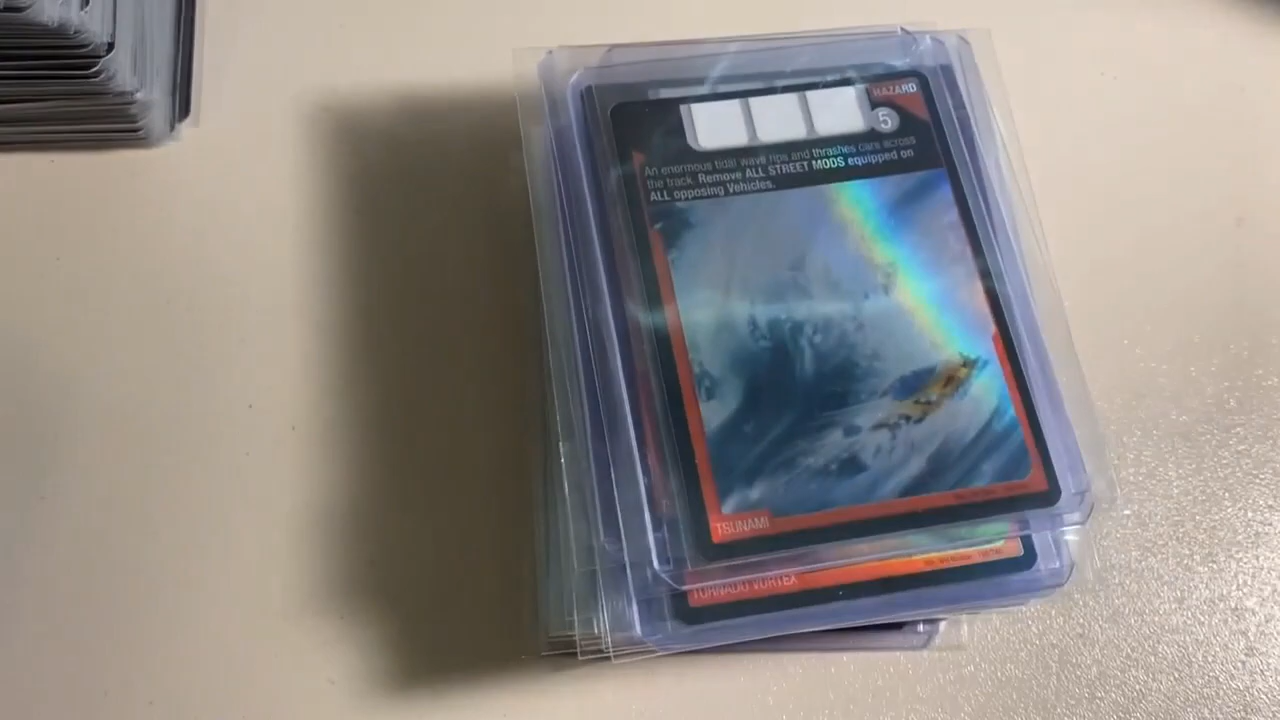 HAZARD
5
An enormous tidal wave rips and thrashes cars across
the track. Remove ALL STREET MODS equipped on
ALL opposing Vehicles.
TSUNAMI
TORNADO VORTEX